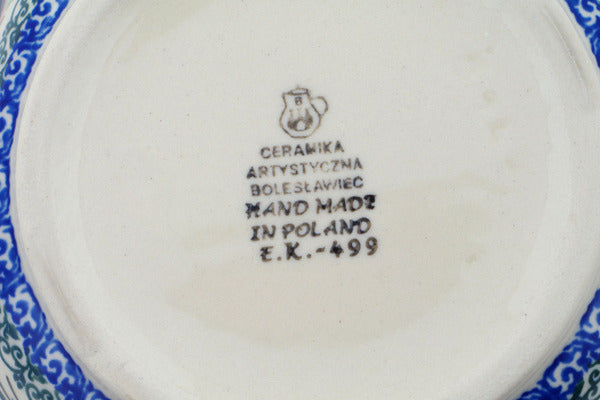 B
CERAMIKA
ARTYSTYCZNA
BOLESŁAWIEC
HAND MADE
IN POLAND
E.K.-499